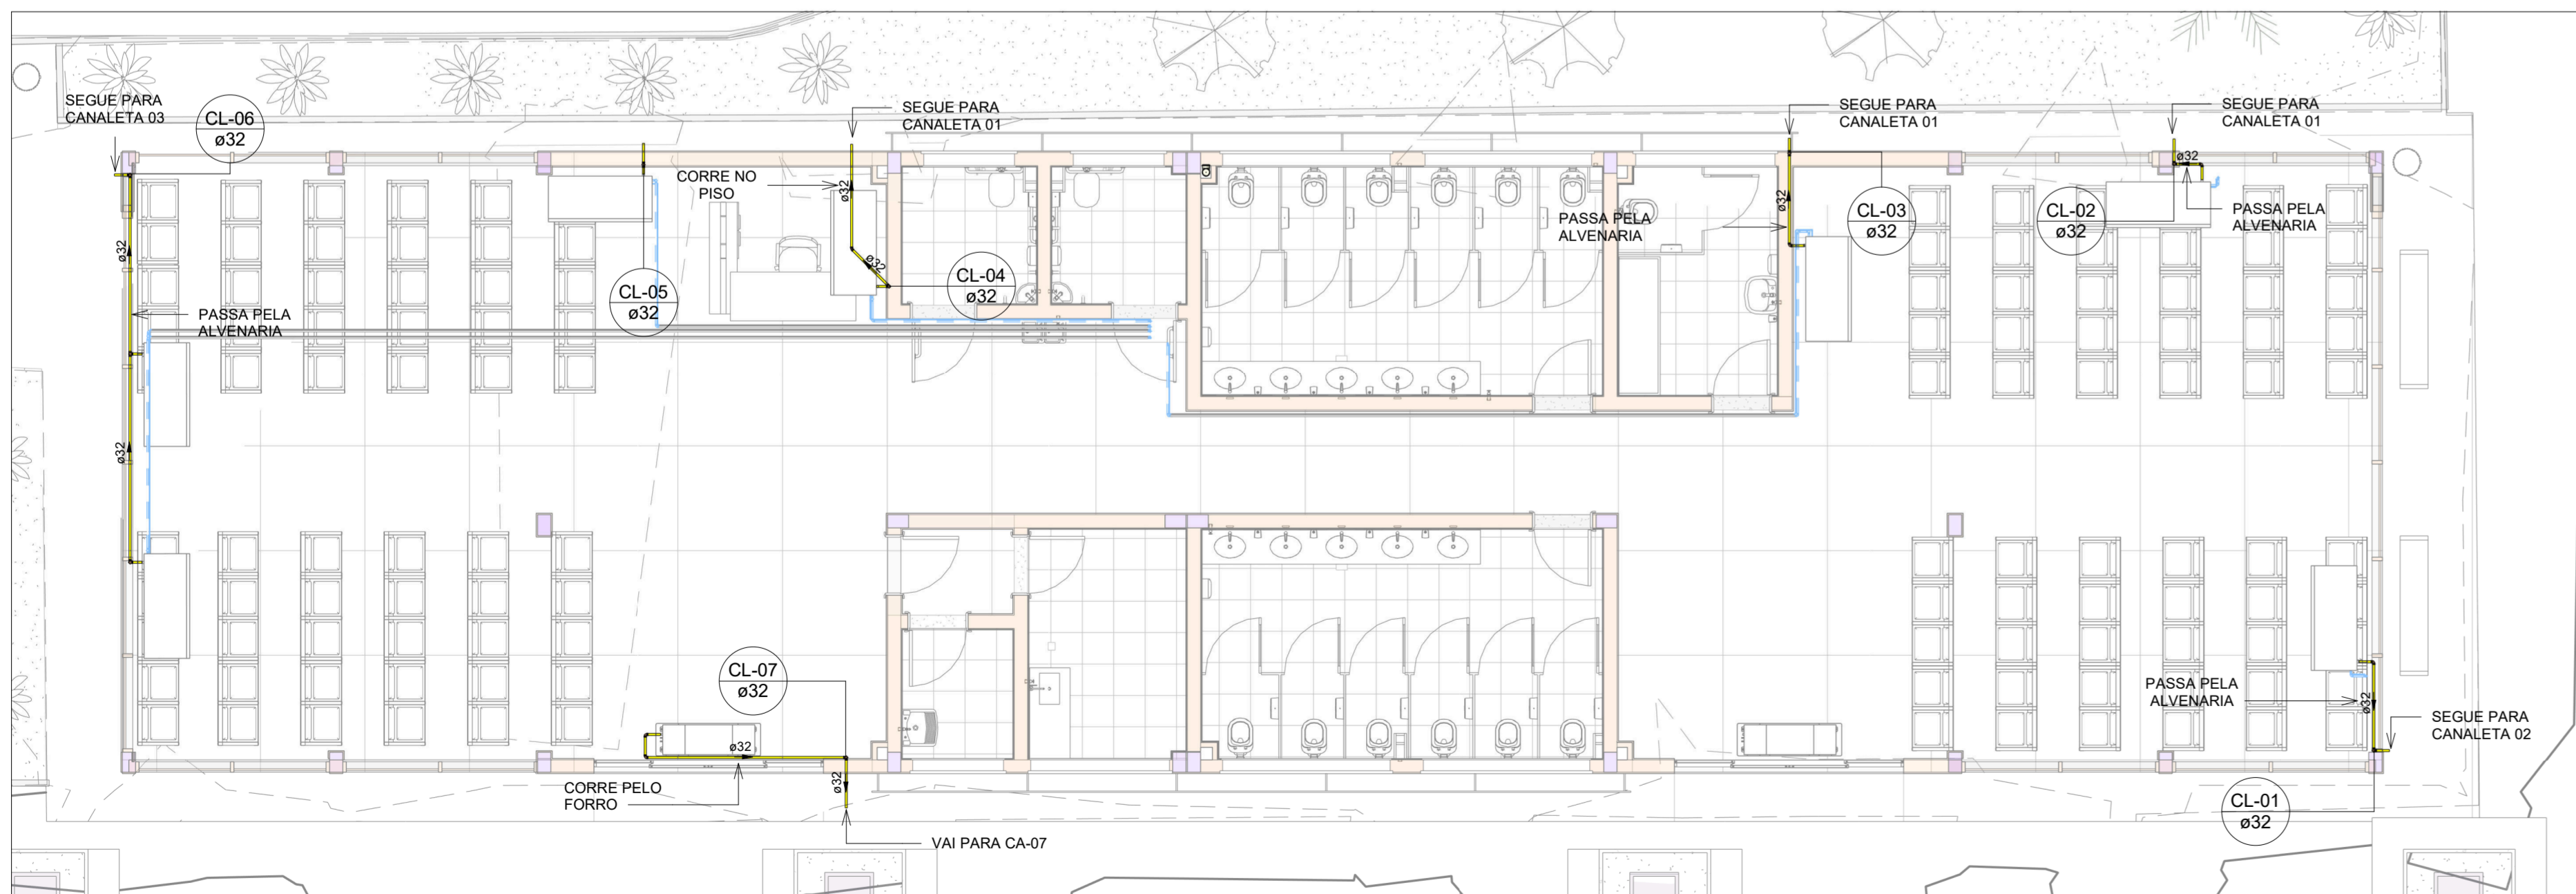 SEGUE PARA
CANALETA 03
CL-06
ø32
SEGUE PARA
CANALETA 01
SEGUE PARA
CANALETA 01
SEGUE PARA
CANALETA 01
CORRE NO
PISO
ø32
ø32
CL-04
ø32
CL-05
ø32
PASSA PELA
ALVENARIA
ø32
CL-03
ø32
CL-02
ø32
ø32
PASSA PELA
ALVENARIA
ø32
PASSA PELA
ALVENARIA
ø32
CL-07
ø32
ø32
CORRE PELO
FORRO
ø32
VAI PARA CA-07
PASSA PELA
ALVENARIA
ø32
SEGUE PARA
CANALETA 02
CL-01
ø32